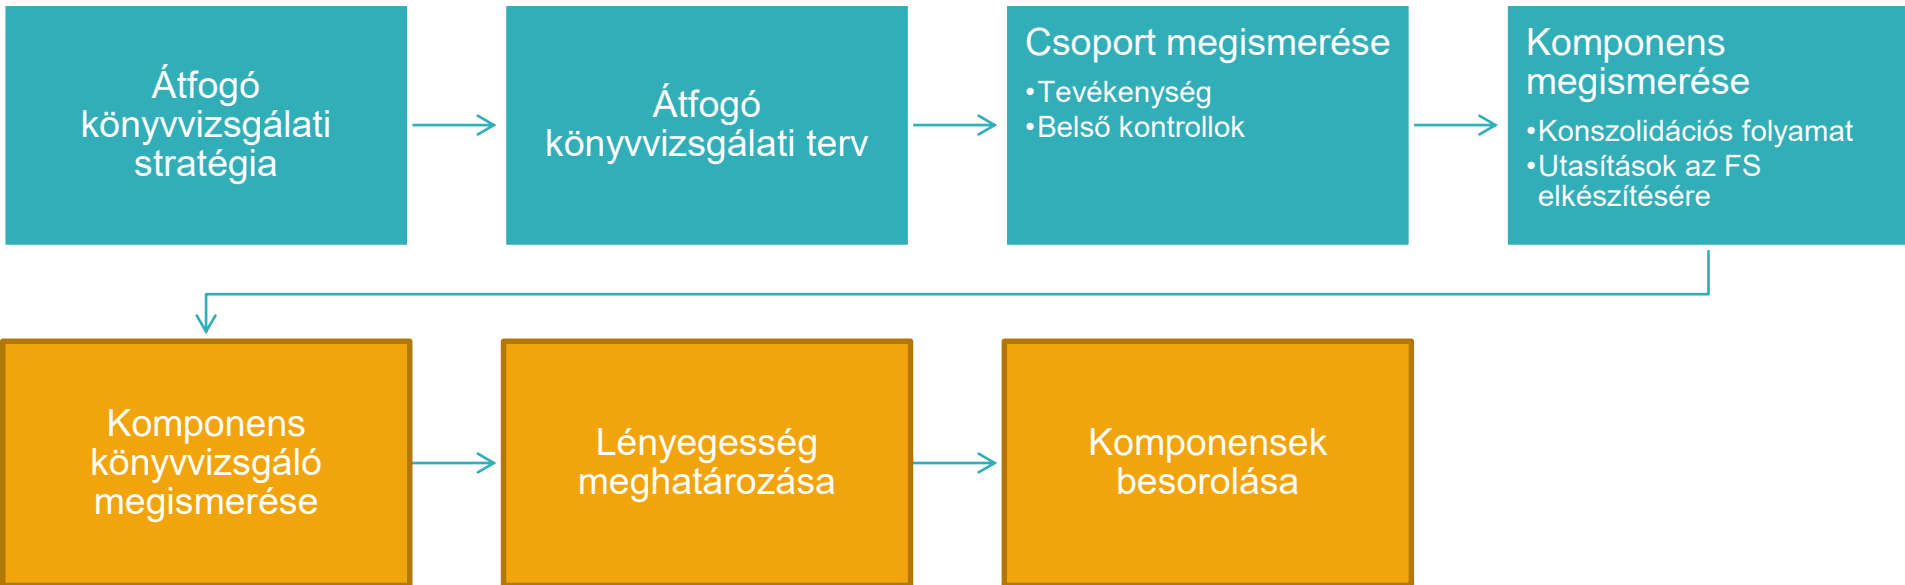 Átfogó
könyvvizsgálati
stratégia
Átfogó
könyvvizsgálati terv
Csoport megismerése
•Tevékenység
•Belső kontrollok
Komponens
megismerése
•Konszolidációs folyamat
•Utasítások az FS
elkészítésére
Komponens
könyvvizsgáló
megismerése
Lényegesség
meghatározása
Komponensek
besorolása